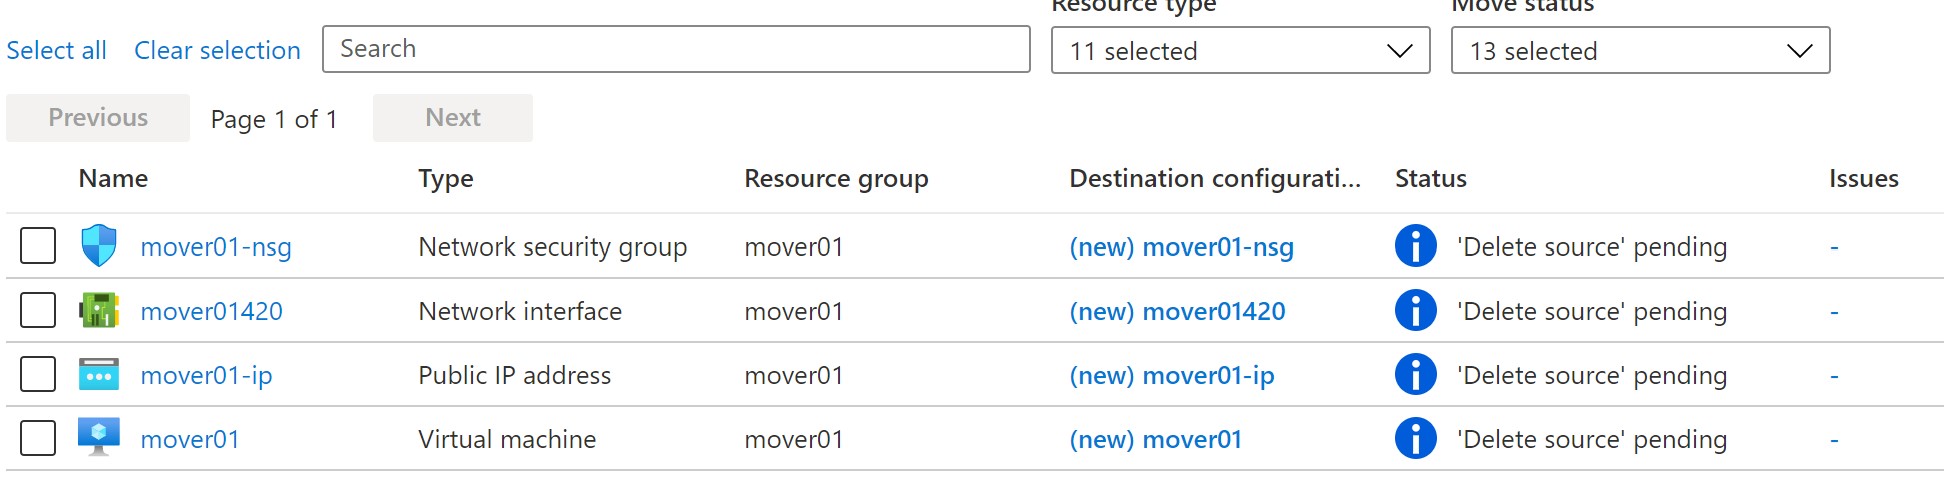 Resource type Move status
Select all Clear selection Search 11 selected 13 selected
Previous Page 1 of 1 Next
Name Type Resource group Destination configurati... Status Issues
mover01-nsg Network security group mover01 (new) mover01-nsg 'Delete source' pending -
mover01420 Network interface mover01 (new) mover01420 'Delete source' pending -
mover01-ip Public IP address mover01 (new) mover01-ip 'Delete source' pending -
mover01 Virtual machine mover01 (new) mover01 'Delete source' pending -